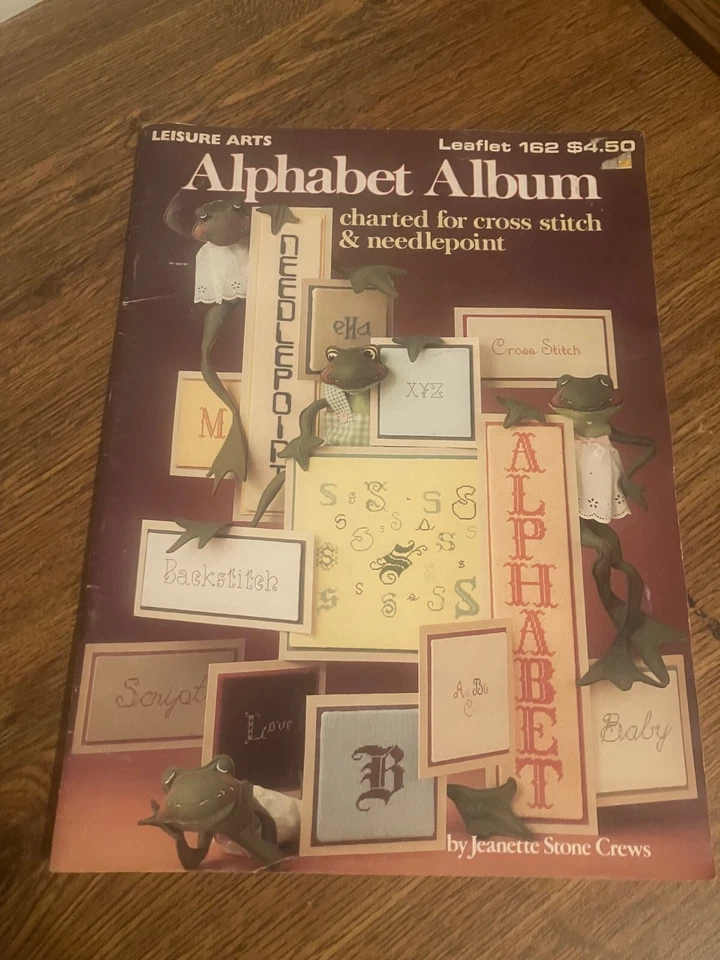 LEISURE ARTS
Leaflet 162 $4.50
Alphabet Album
charted for cross stitch
& needlepoint
NEEDLEPOINT
eHa
Cross Stitch
XYZ
M
ALPHABET
S S S S S
S S S S
S S S
S S S S S
Backstitch
Script
Love
B
A B
C
Baby
by Jeanette Stone Crews